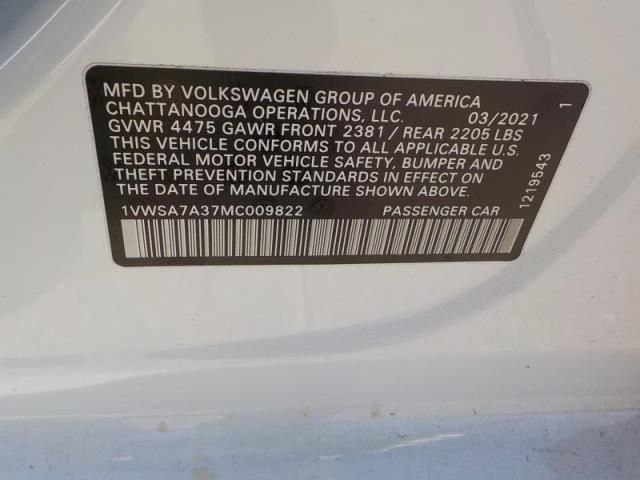 MFD BY VOLKSWAGEN GROUP OF AMERICA
CHATTANOOGA OPERATIONS, LLC. 03/2021 1
GVWR 4475 GAWR FRONT 2381 / REAR 2205 LBS
THIS VEHICLE CONFORMS TO ALL APPLICABLE U.S.
FEDERAL MOTOR VEHICLE SAFETY, BUMPER AND
THEFT PREVENTION STANDARDS IN EFFECT ON
THE DATE OF MANUFACTURE SHOWN ABOVE.
1VWSA7A37MC009822 PASSENGER CAR
1219543